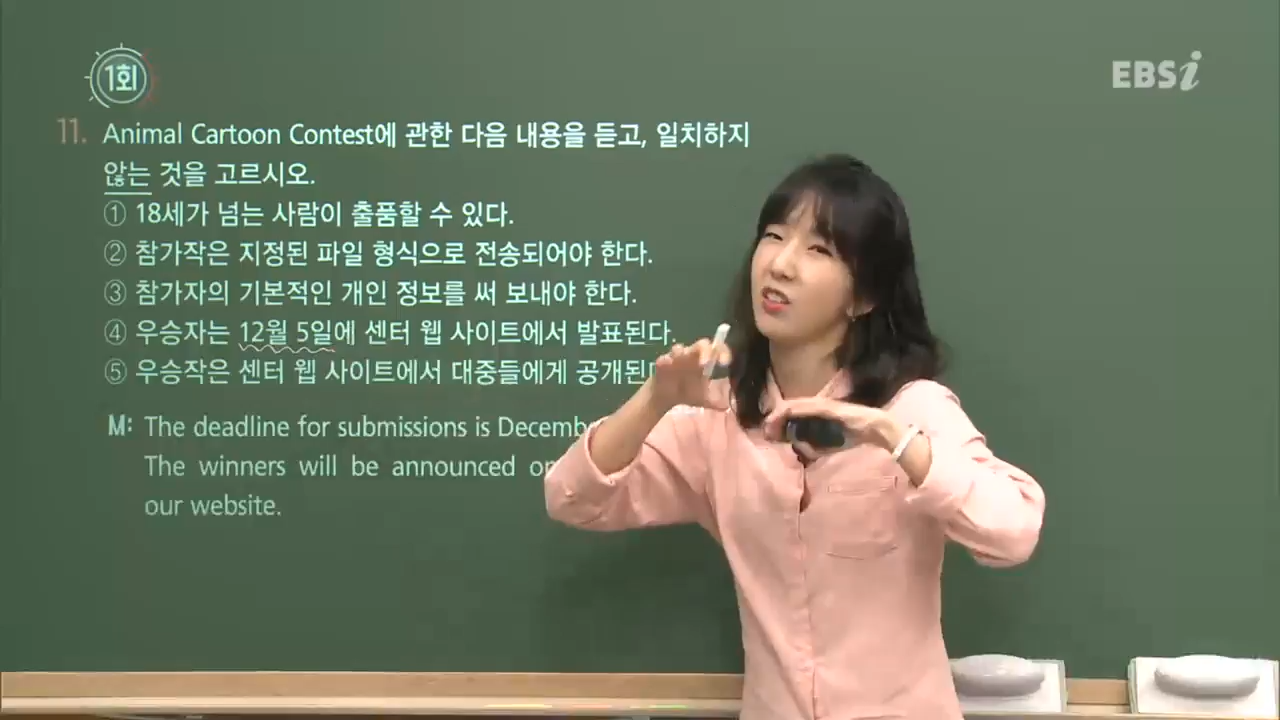 1회
EBSi
11. Animal Cartoon Contest에 관한 다음 내용을 듣고, 일치하지
않는 것을 고르시오.
① 18세가 넘는 사람이 출품할 수 있다.
② 참가작은 지정된 파일 형식으로 전송되어야 한다.
③ 참가자의 기본적인 개인 정보를 써 보내야 한다.
④ 우승자는 12월 5일에 센터 웹 사이트에서 발표된다.
⑤ 우승작은 센터 웹 사이트에서 대중들에게
M: The deadline for submissions is
The winners will be announced
our website.